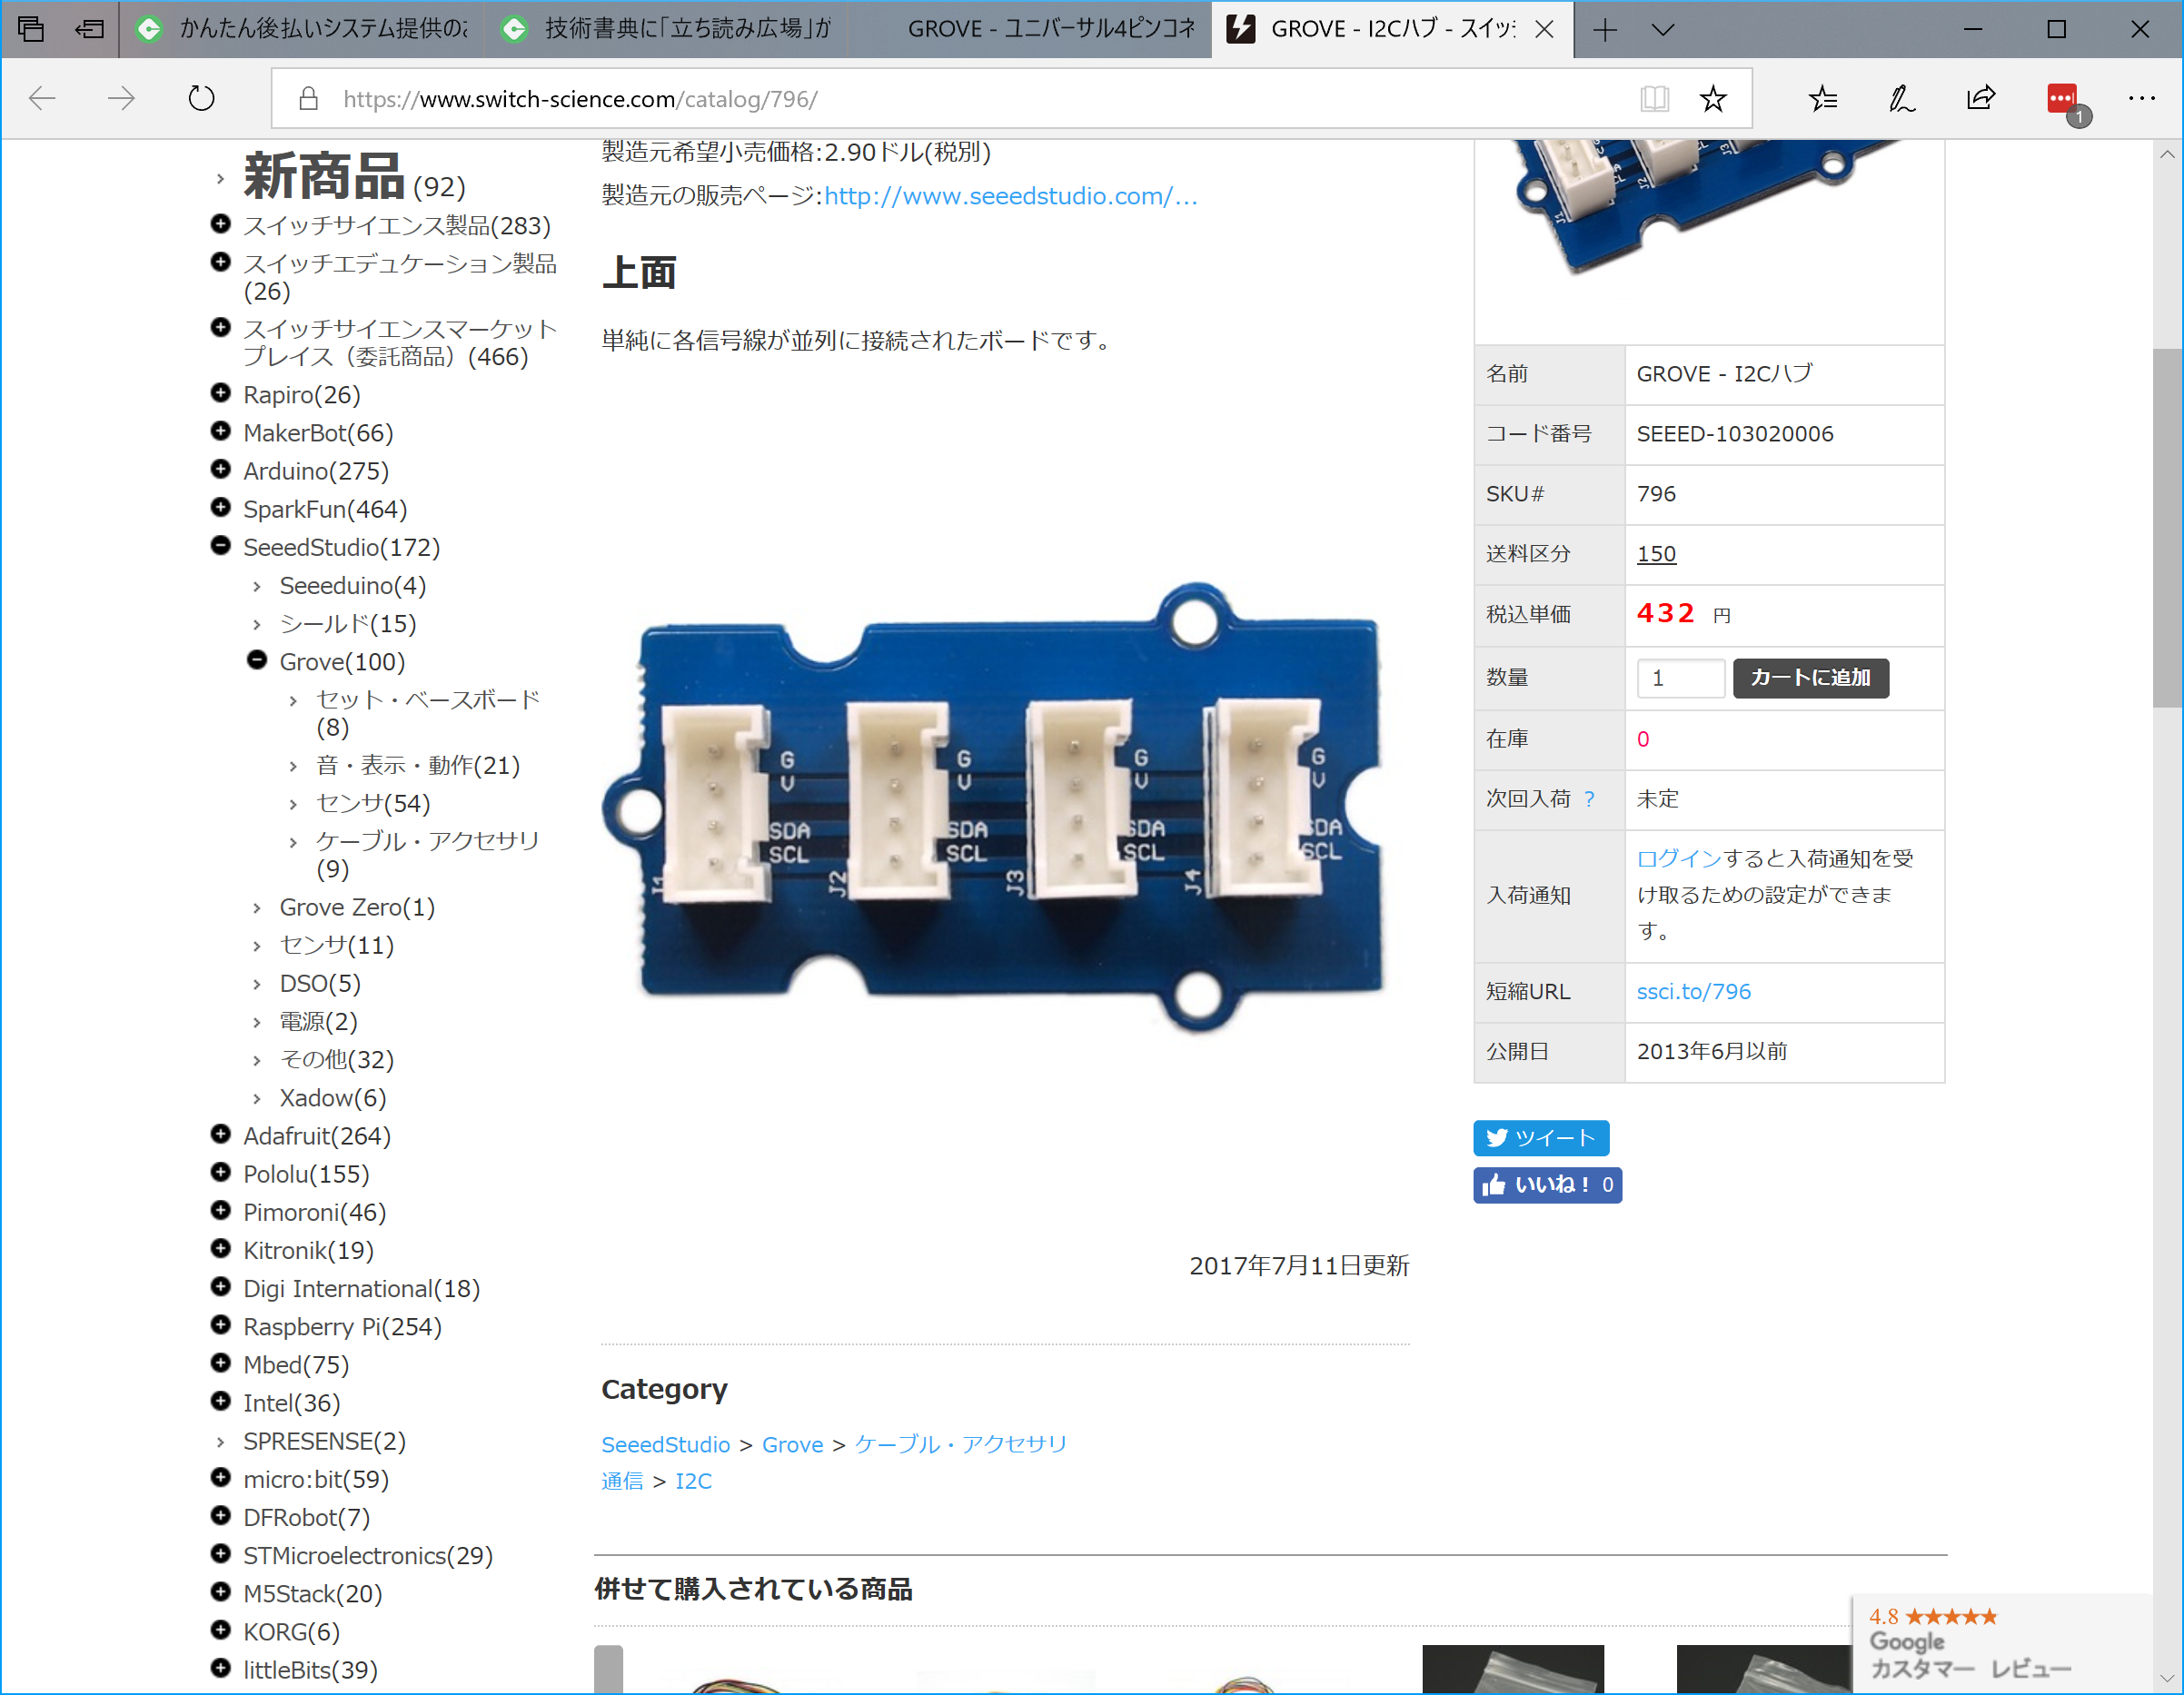 かんたん後払いシステム提供の
技術書典に「立ち読み広場」が
GROVE - ユニバーサル4ピンコネ
GROVE - I2Cハブ - スイッ
https://www.switch-science.com/catalog/796/
1
新商品(92)
スイッチサイエンス製品(283)
スイッチエデュケーション製品
(26)
スイッチサイエンスマーケット
プレイス（委託商品）(466)
Rapiro(26)
MakerBot(66)
Arduino(275)
SparkFun(464)
SeeedStudio(172)
Seeeduino(4)
シールド(15)
Grove(100)
セット・ベースボード
(8)
音・表示・動作(21)
センサ(54)
ケーブル・アクセサリ
(9)
Grove Zero(1)
センサ(11)
DSO(5)
電源(2)
その他(32)
Xadow(6)
Adafruit(264)
Pololu(155)
Pimoroni(46)
Kitronik(19)
Digi International(18)
Raspberry Pi(254)
Mbed(75)
Intel(36)
SPRESENSE(2)
micro:bit(59)
DFRobot(7)
STMicroelectronics(29)
M5Stack(20)
KORG(6)
littleBits(39)
製造元希望小売価格:2.90ドル(税別)
製造元の販売ページ:http://www.seeedstudio.com/...
上面
単純に各信号線が並列に接続されたボードです。
G
V
SDA
SCL
J1
G
V
SDA
SCL
J2
G
V
SDA
SCL
J3
G
V
SDA
SCL
J4
2017年7月11日更新
Category
SeeedStudio > Grove > ケーブル・アクセサリ
通信 > I2C
併せて購入されている商品
J1
J2
名前 GROVE - I2Cハブ
コード番号 SEEED-103020006
SKU# 796
送料区分 150
税込単価 432 円
数量 1 カートに追加
在庫 0
次回入荷 ? 未定
入荷通知 ログインすると入荷通知を受
け取るための設定ができま
す。
短縮URL ssci.to/796
公開日 2013年6月以前
ツイート
いいね！ 0
4.8 ★★★★★
Google
カスタマー レビュー